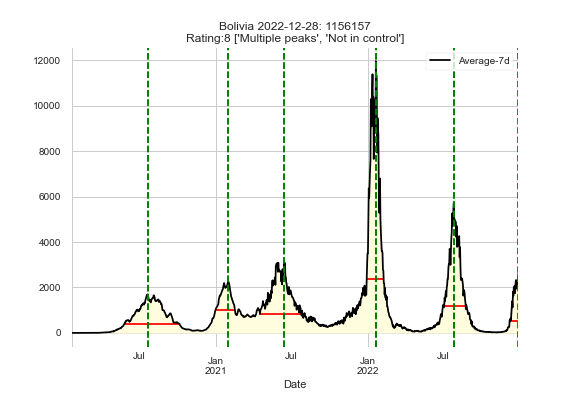 Bolivia 2022-12-28: 1156157
Rating:8 ['Multiple peaks', 'Not in control']
Average-7d
12000
10000
8000
6000
4000
2000
0
Jul
Jan
2021
Jul
Jan
2022
Jul
Date